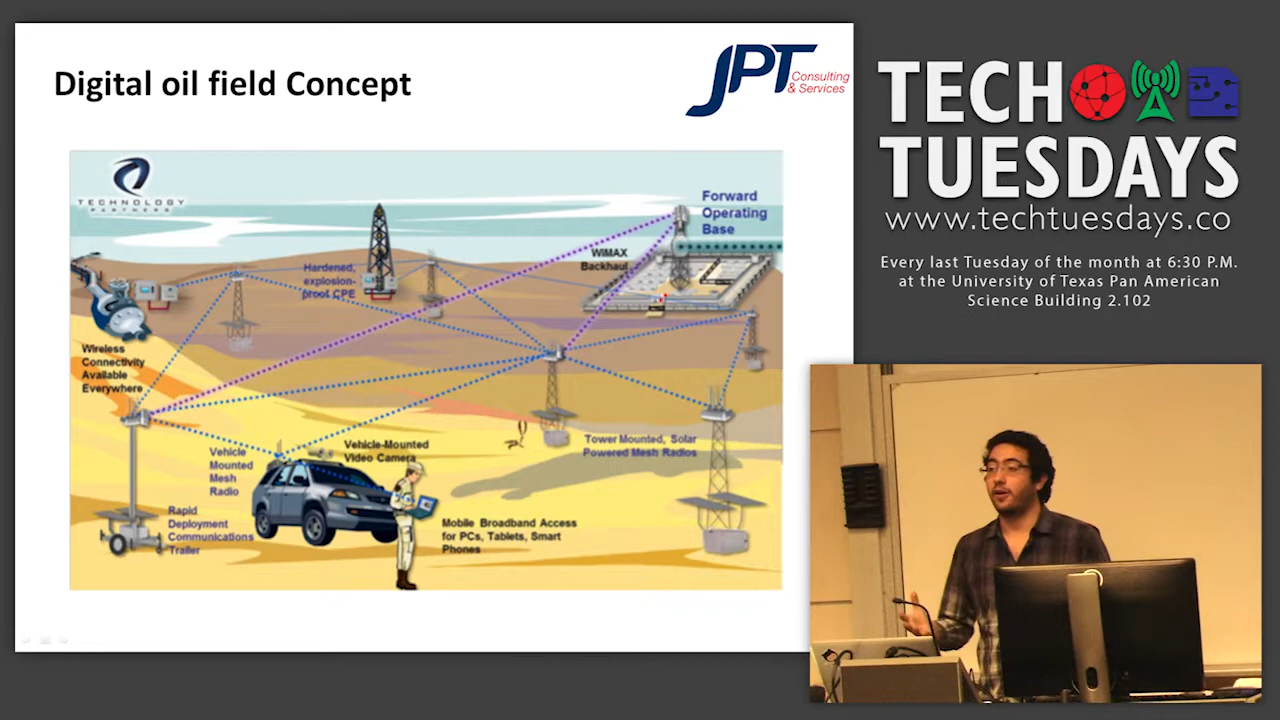 Digital oil field Concept
JPT
Consulting
& Services
TECHNOLOGY
PARTNERS
Forward
Operating
Base
WiMAX
Backhaul
Hardened,
explosion-
proof CPE
Wireless
Connectivity
Available
Everywhere
Vehicle
Mounted
Mesh
Radio
Vehicle-Mounted
Video Camera
Tower Mounted, Solar
Powered Mesh Radios
Rapid
Deployment
Communications
Trailer
Mobile Broadband Access
for PCs, Tablets, Smart
Phones
TECH
TUESDAYS
www.techtuesdays.co
Every last Tuesday of the month at 6:30 P.M.
at the University of Texas Pan American
Science Building 2.102